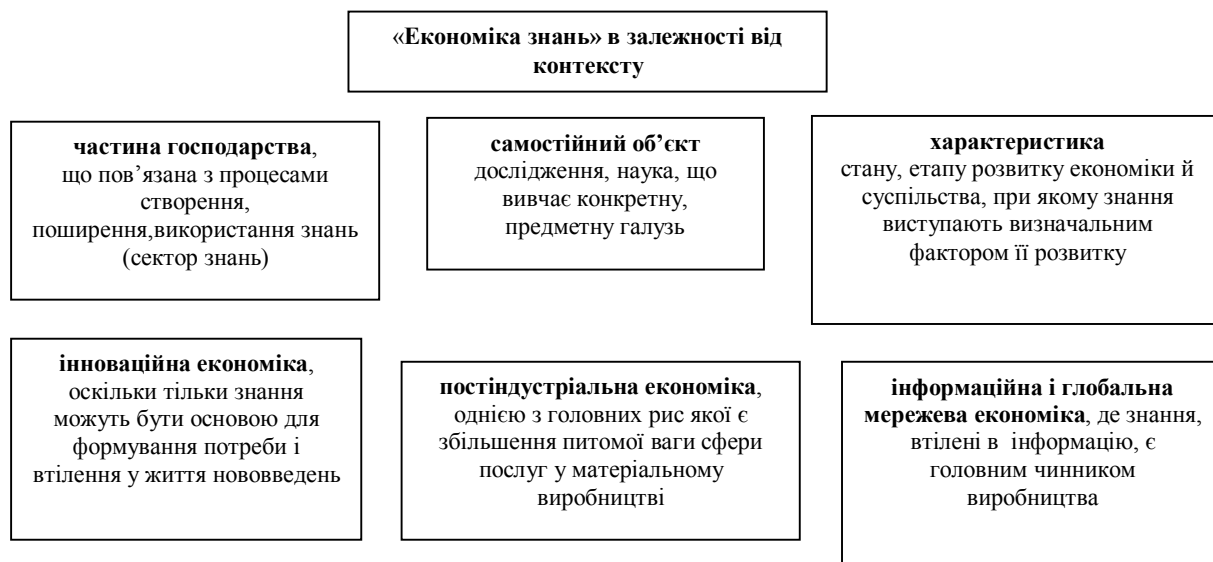 «Економіка знань» в залежності від
контексту
частина господарства,
що пов’язана з процесами
створення,
поширення,використання знань
(сектор знань)
самостійний об’єкт
дослідження, наука, що
вивчає конкретну,
предметну галузь
характеристика
стану, етапу розвитку економіки й
суспільства, при якому знання
виступають визначальним
фактором її розвитку
інноваційна економіка,
оскільки тільки знання
можуть бути основою для
формування потреби і
втілення у життя нововведень
постіндустріальна економіка,
однією з головних рис якої є
збільшення питомої ваги сфери
послуг у матеріальному
виробництві
інформаційна і глобальна
мережева економіка, де знання,
втілені в інформацію, є
головним чинником
виробництва